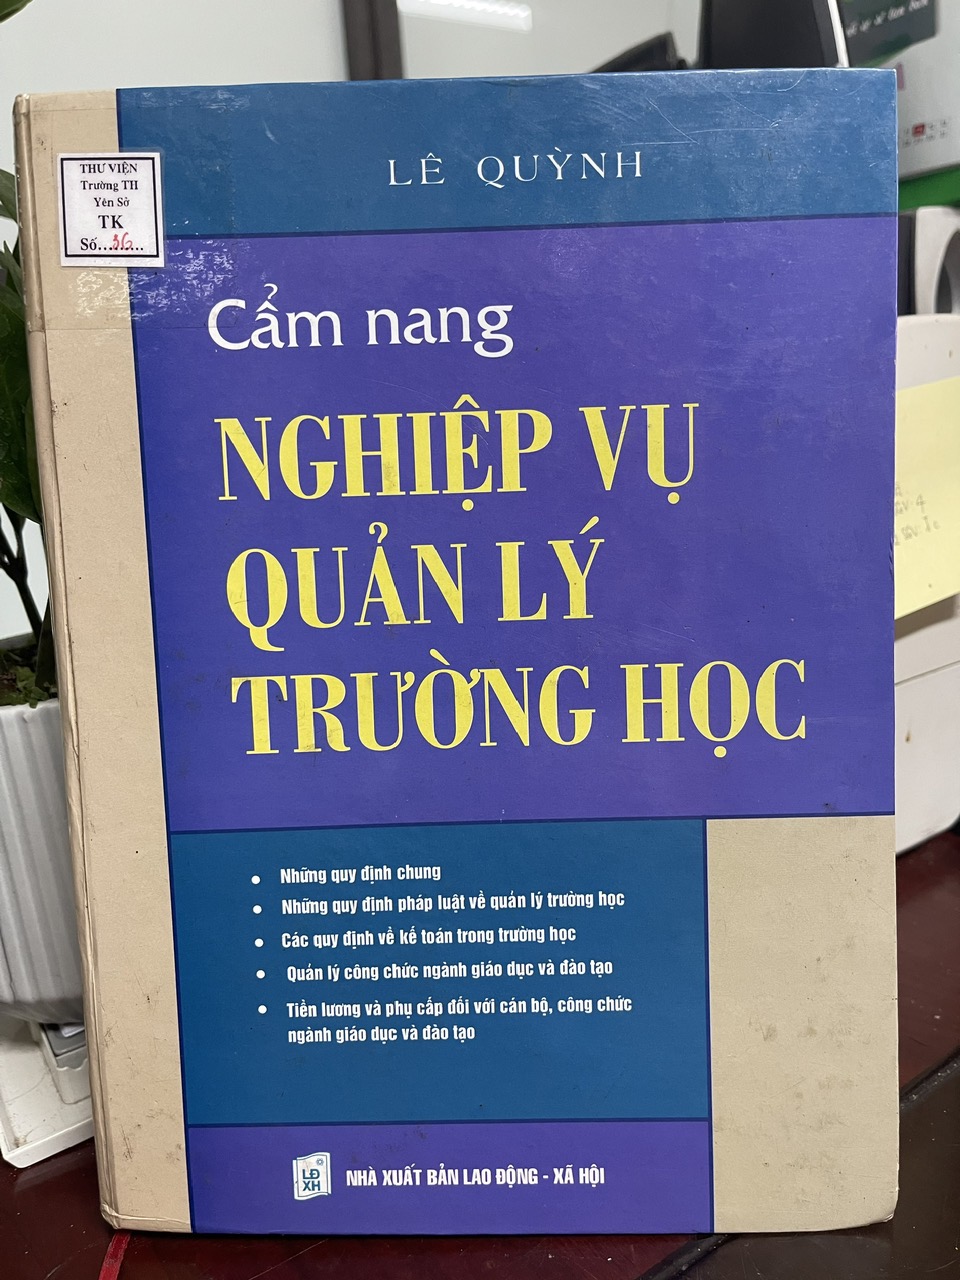 LÊ QUỲNH
THƯ VIỆN
Trường TH
Yên Sở
TK
Số...36......
Cẩm nang
NGHIỆP VỤ
QUẢN LÝ
TRƯỜNG HỌC
• Những quy định chung
• Những quy định pháp luật về quản lý trường học
• Các quy định về kế toán trong trường học
• Quản lý công chức ngành giáo dục và đào tạo
• Tiền lương và phụ cấp đối với cán bộ, công chức
ngành giáo dục và đào tạo
LĐ
XH
NHÀ XUẤT BẢN LAO ĐỘNG - XÃ HỘI